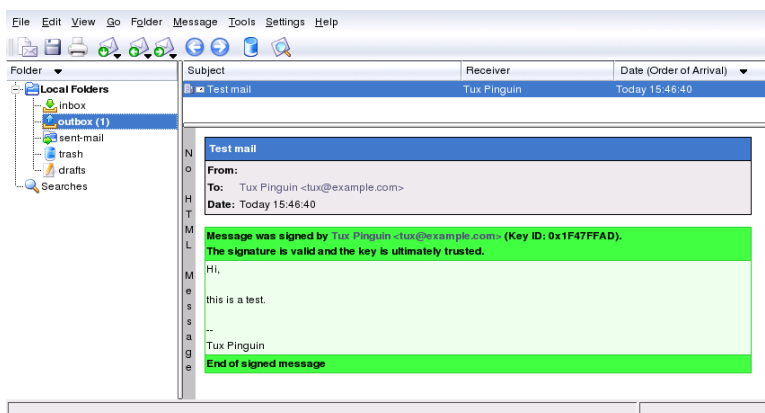 File Edit View Go Folder Message Tools Settings Help
Folder
Subject Receiver Date (Order of Arrival)
Local Folders
Test mail Tux Pinguin Today 15:46:40
inbox
outbox (1)
sent-mail
trash
drafts
Searches
No HTML Message
Test mail
From:
To: Tux Pinguin <tux@example.com>
Date: Today 15:46:40
Message was signed by Tux Pinguin <tux@example.com> (Key ID: 0x1F47FFAD).
The signature is valid and the key is ultimately trusted.
Hi,
this is a test.
--
Tux Pinguin
End of signed message